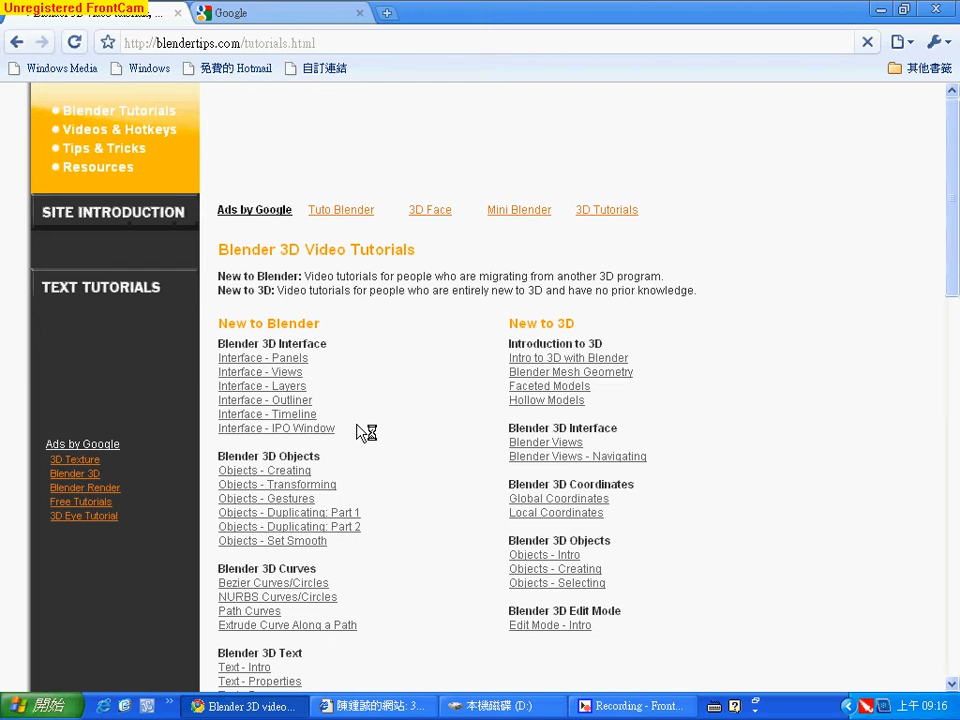 Unregistered FrontCam
Blender 3D video tutorials, ...
Google
http://blendertips.com/tutorials.html
Windows Media
Windows
免費的 Hotmail
自訂連結
其他書籤
Blender Tutorials
Videos & Hotkeys
Tips & Tricks
Resources
SITE INTRODUCTION
TEXT TUTORIALS
Ads by Google
3D Texture
Blender 3D
Blender Render
Free Tutorials
3D Eye Tutorial
Ads by Google Tuto Blender 3D Face Mini Blender 3D Tutorials
Blender 3D Video Tutorials
New to Blender: Video tutorials for people who are migrating from another 3D program.
New to 3D: Video tutorials for people who are entirely new to 3D and have no prior knowledge.
New to Blender
Blender 3D Interface
Interface - Panels
Interface - Views
Interface - Layers
Interface - Outliner
Interface - Timeline
Interface - IPO Window
Blender 3D Objects
Objects - Creating
Objects - Transforming
Objects - Gestures
Objects - Duplicating: Part 1
Objects - Duplicating: Part 2
Objects - Set Smooth
Blender 3D Curves
Bezier Curves/Circles
NURBS Curves/Circles
Path Curves
Extrude Curve Along a Path
Blender 3D Text
Text - Intro
Text - Properties
New to 3D
Introduction to 3D
Intro to 3D with Blender
Blender Mesh Geometry
Faceted Models
Hollow Models
Blender 3D Interface
Blender Views
Blender Views - Navigating
Blender 3D Coordinates
Global Coordinates
Local Coordinates
Blender 3D Objects
Objects - Intro
Objects - Creating
Objects - Selecting
Blender 3D Edit Mode
Edit Mode - Intro
開始
Blender 3D video...
陳鍾誠的網站: 3...
本機磁碟 (D:)
Recording - Front...
上午 09:16